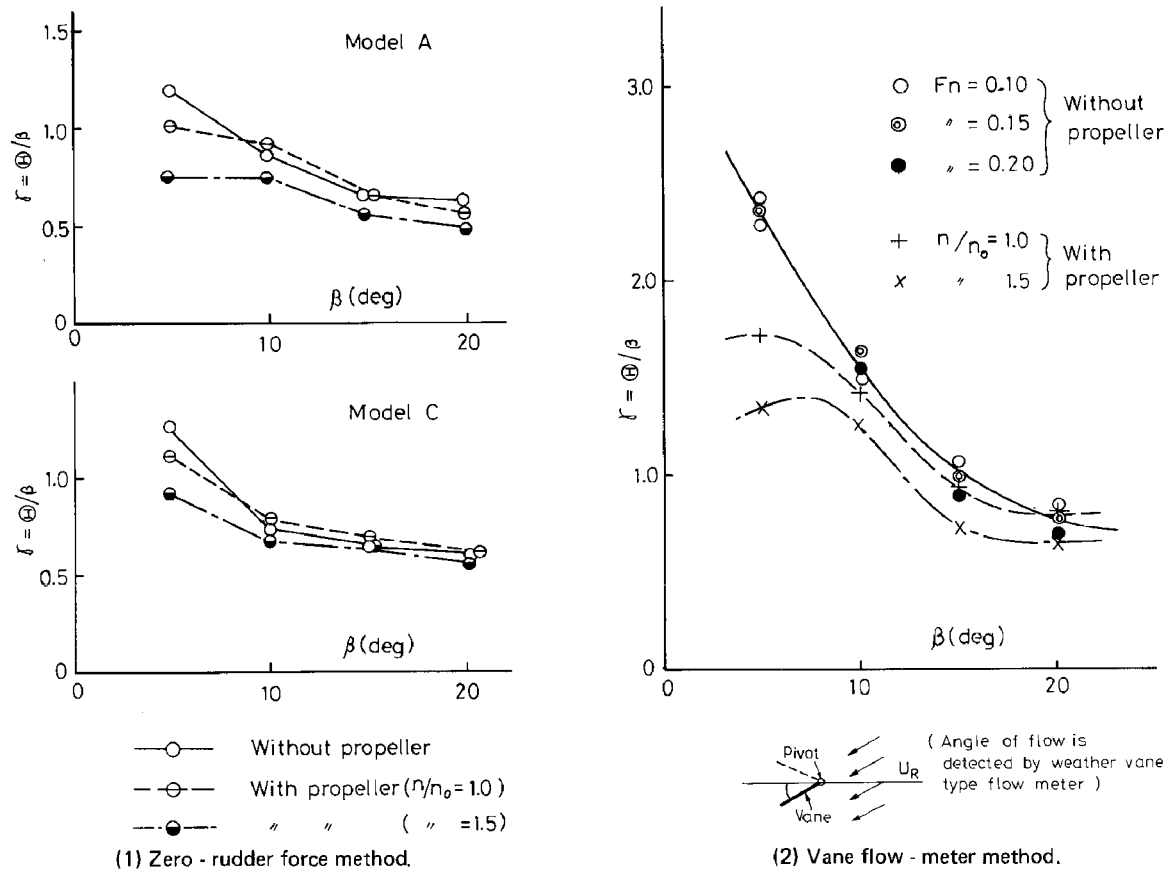 1.5
Model A
1.0
γ = Θ/β
0.5
β (deg)
0
0
10
20
Model C
1.0
γ = Θ/β
0.5
β (deg)
0
0
10
20
Without propeller
With propeller (n/n₀=1.0)
〃 〃 ( 〃 =1.5)
(1) Zero - rudder force method.
3.0
Fn = 0.10
〃 = 0.15
〃 = 0.20
Without propeller
n/n₀ = 1.0
〃 1.5
With propeller
2.0
γ = Θ/β
1.0
β (deg)
0
0
10
20
Pivot
U_R
Vane
( Angle of flow is
detected by weather vane
type flow meter )
(2) Vane flow - meter method.